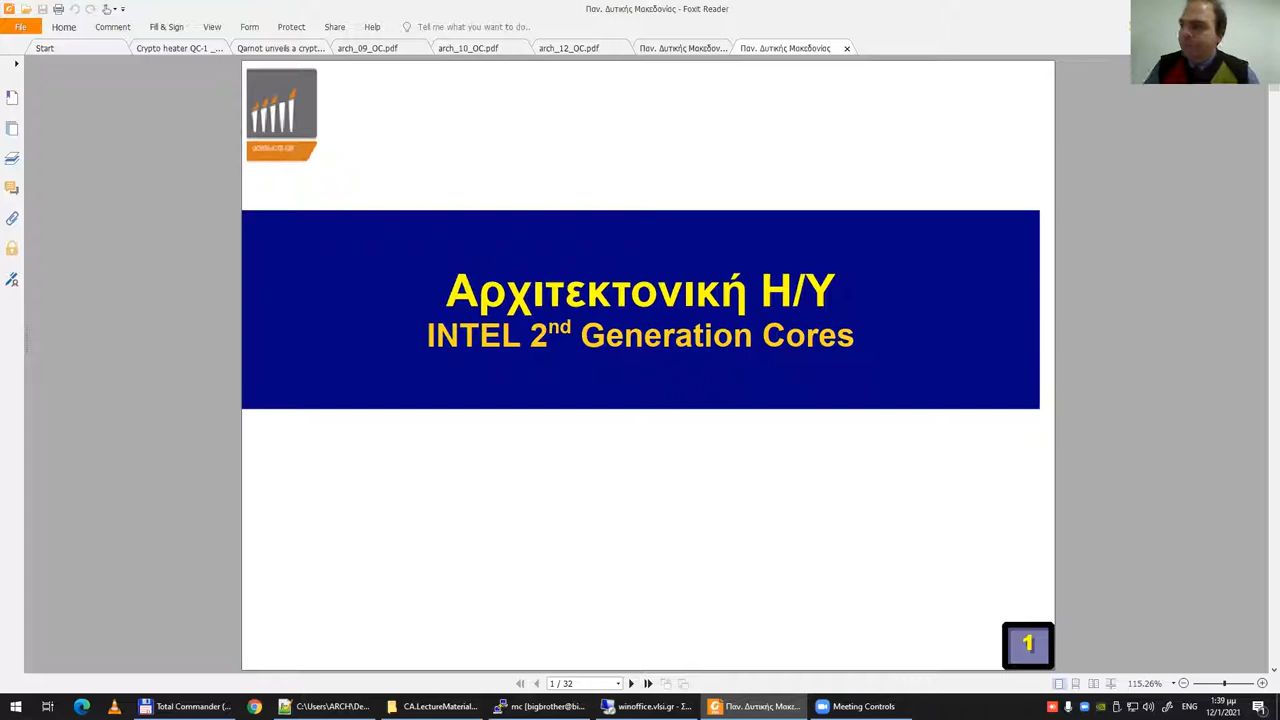 Παν. Δυτικής Μακεδονίας - Foxit Reader
File Home Comment Fill & Sign View Form Protect Share Help Tell me what you want to do..
Start Crypto heater QC-1 _... Qarnot unveils a crypt... arch_09_OC.pdf arch_10_OC.pdf arch_12_OC.pdf Παν. Δυτικής Μακεδον... Παν. Δυτικής Μακεδονίας
Αρχιτεκτονική Η/Υ
INTEL 2nd Generation Cores
1
1 / 32
115.26%
Total Commander (... C:\Users\ARCH\De... CA.LectureMaterial... mc [bigbrother@bi... winoffice.vlsi.gr - Σ... Παν. Δυτικής Μακε... Meeting Controls
ENG
1:39 μμ
12/1/2021